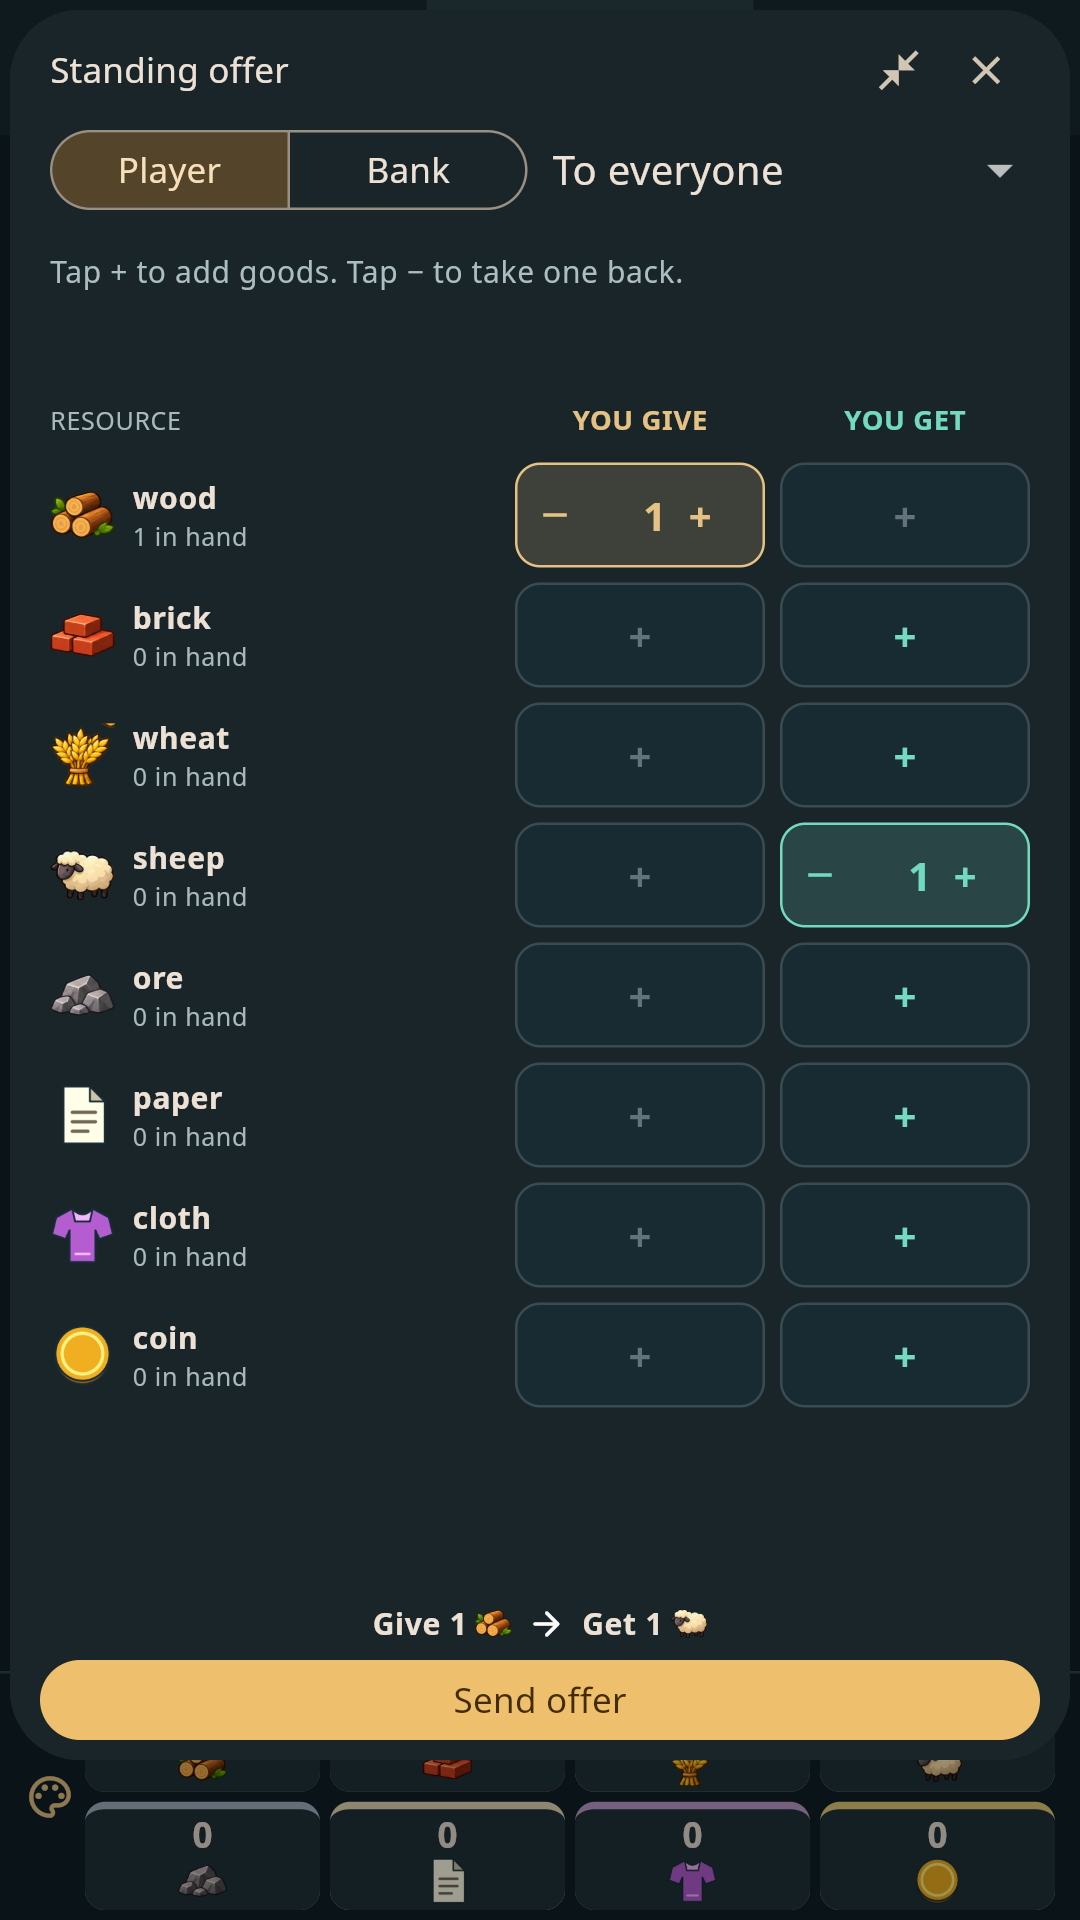 Standing offer
Player Bank To everyone
Tap + to add goods. Tap − to take one back.
RESOURCE YOU GIVE YOU GET
wood
1 in hand
− 1 + +
brick
0 in hand
+ +
wheat
0 in hand
+ +
sheep
0 in hand
+ − 1 +
ore
0 in hand
+ +
paper
0 in hand
+ +
cloth
0 in hand
+ +
coin
0 in hand
+ +
Give 1 → Get 1
Send offer
0 0 0 0